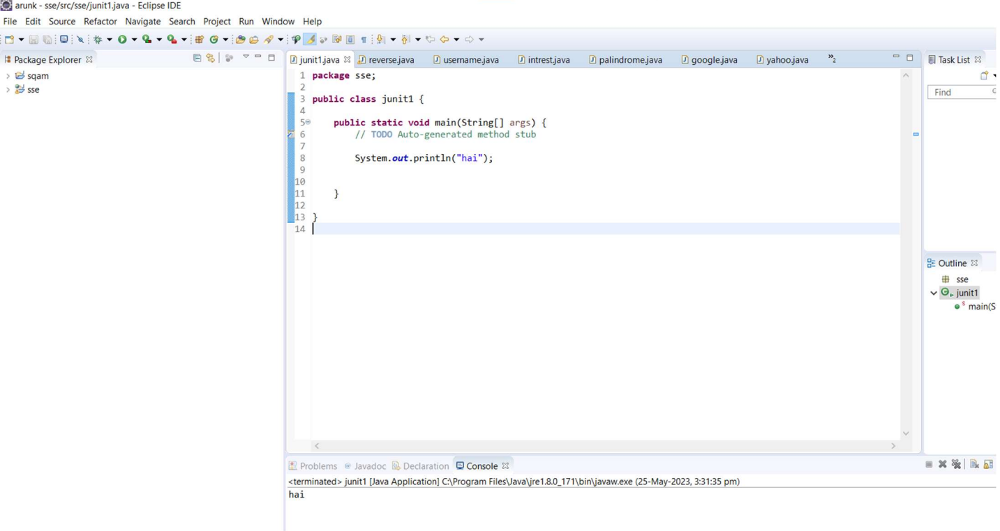 arunk - sse/src/sse/junit1.java - Eclipse IDE
File Edit Source Refactor Navigate Search Project Run Window Help
Package Explorer
sqam
sse
junit1.java reverse.java username.java intrest.java palindrome.java google.java yahoo.java »2
1 package sse;
2
3 public class junit1 {
4
5 public static void main(String[] args) {
6 // TODO Auto-generated method stub
7
8 System.out.println("hai");
9
10
11 }
12
13 }
14
Task List
Find
Outline
sse
junit1
main(S
Problems Javadoc Declaration Console
<terminated> junit1 [Java Application] C:\Program Files\Java\jre1.8.0_171\bin\javaw.exe (25-May-2023, 3:31:35 pm)
hai